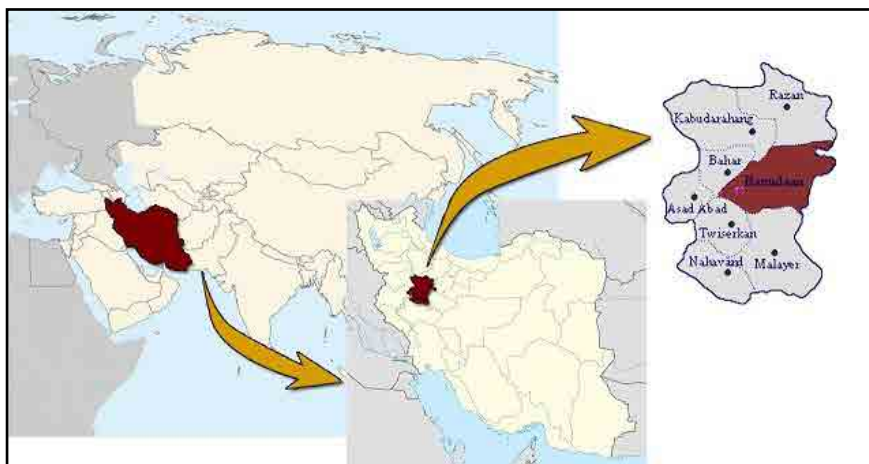 Razan
Kabudarahang
Bahar
Hamadaan
Asad Abad
Twiserkan
Nahavand
Malayer